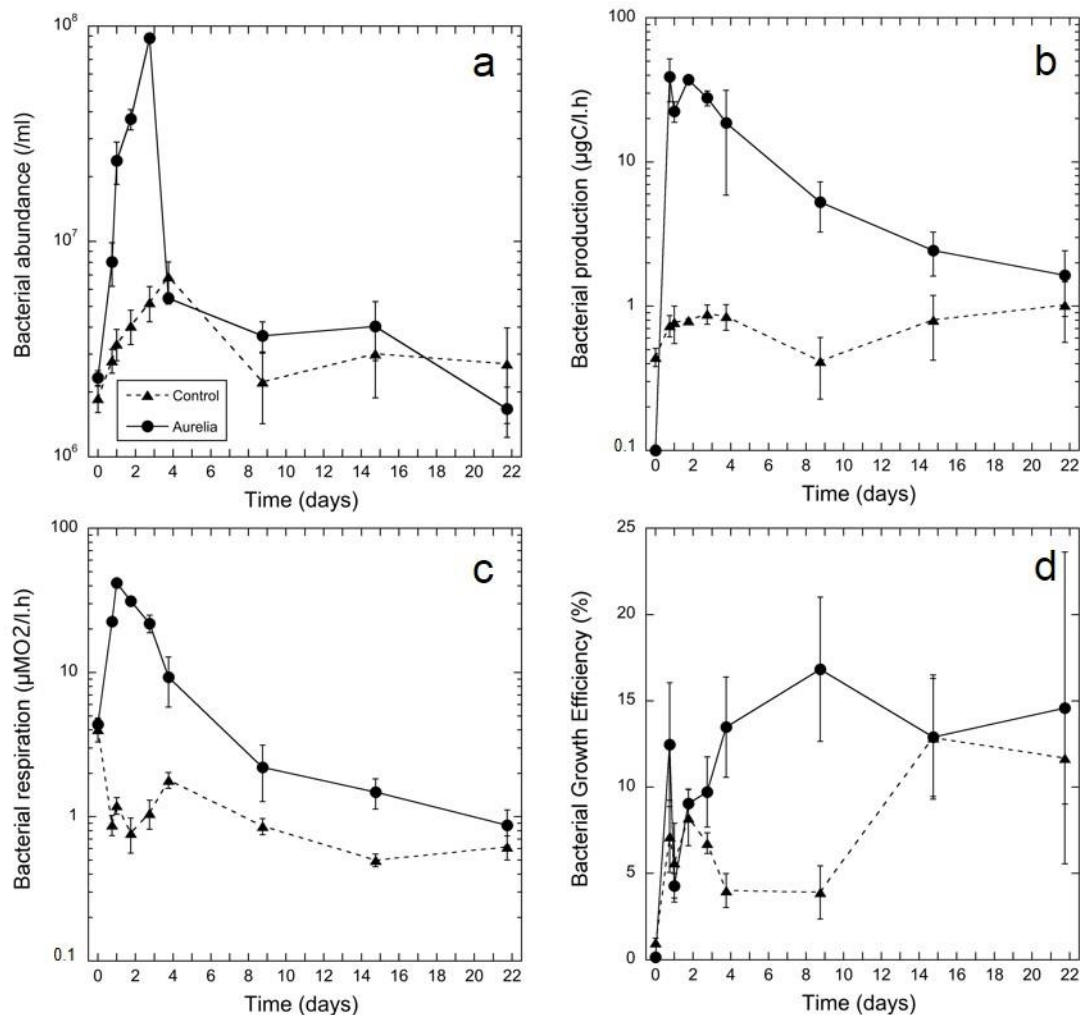 a
Bacterial abundance (/ml)
10⁸
10⁷
10⁶
Control
Aurelia
0 2 4 6 8 10 12 14 16 18 20 22
Time (days)
b
Bacterial production (µgC/l.h)
100
10
1
0.1
0 2 4 6 8 10 12 14 16 18 20 22
Time (days)
c
Bacterial respiration (µMO2/l.h)
100
10
1
0.1
0 2 4 6 8 10 12 14 16 18 20 22
Time (days)
d
Bacterial Growth Efficiency (%)
25
20
15
10
5
0
0 2 4 6 8 10 12 14 16 18 20 22
Time (days)